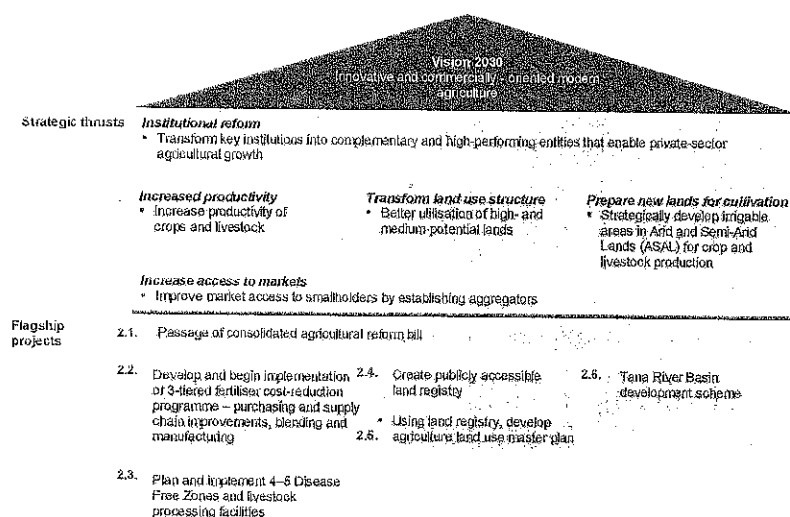 Vision 2030
Innovative and commercially - oriented modern
agriculture
Strategic thrusts
Institutional reform
• Transform key institutions into complementary and high-performing entities that enable private-sector
agricultural growth
Increased productivity
• Increase productivity of
crops and livestock
Transform land use structure
• Better utilisation of high- and
medium-potential lands
Prepare new lands for cultivation
• Strategically develop irrigable
areas in Arid and Semi-Arid
Lands (ASAL) for crop and
livestock production
Increase access to markets
• Improve market access to smallholders by establishing aggregators
Flagship
projects
2.1. Passage of consolidated agricultural reform bill
2.2. Develop and begin implementation
of 3-tiered fertiliser cost-reduction
programme – purchasing and supply
chain improvements, blending and
manufacturing
2.3. Plan and implement 4–5 Disease
Free Zones and livestock
processing facilities
2.4. Create publicly accessible
land registry
• Using land registry, develop
2.5. agriculture land use master plan
2.6. Tana River Basin
development scheme